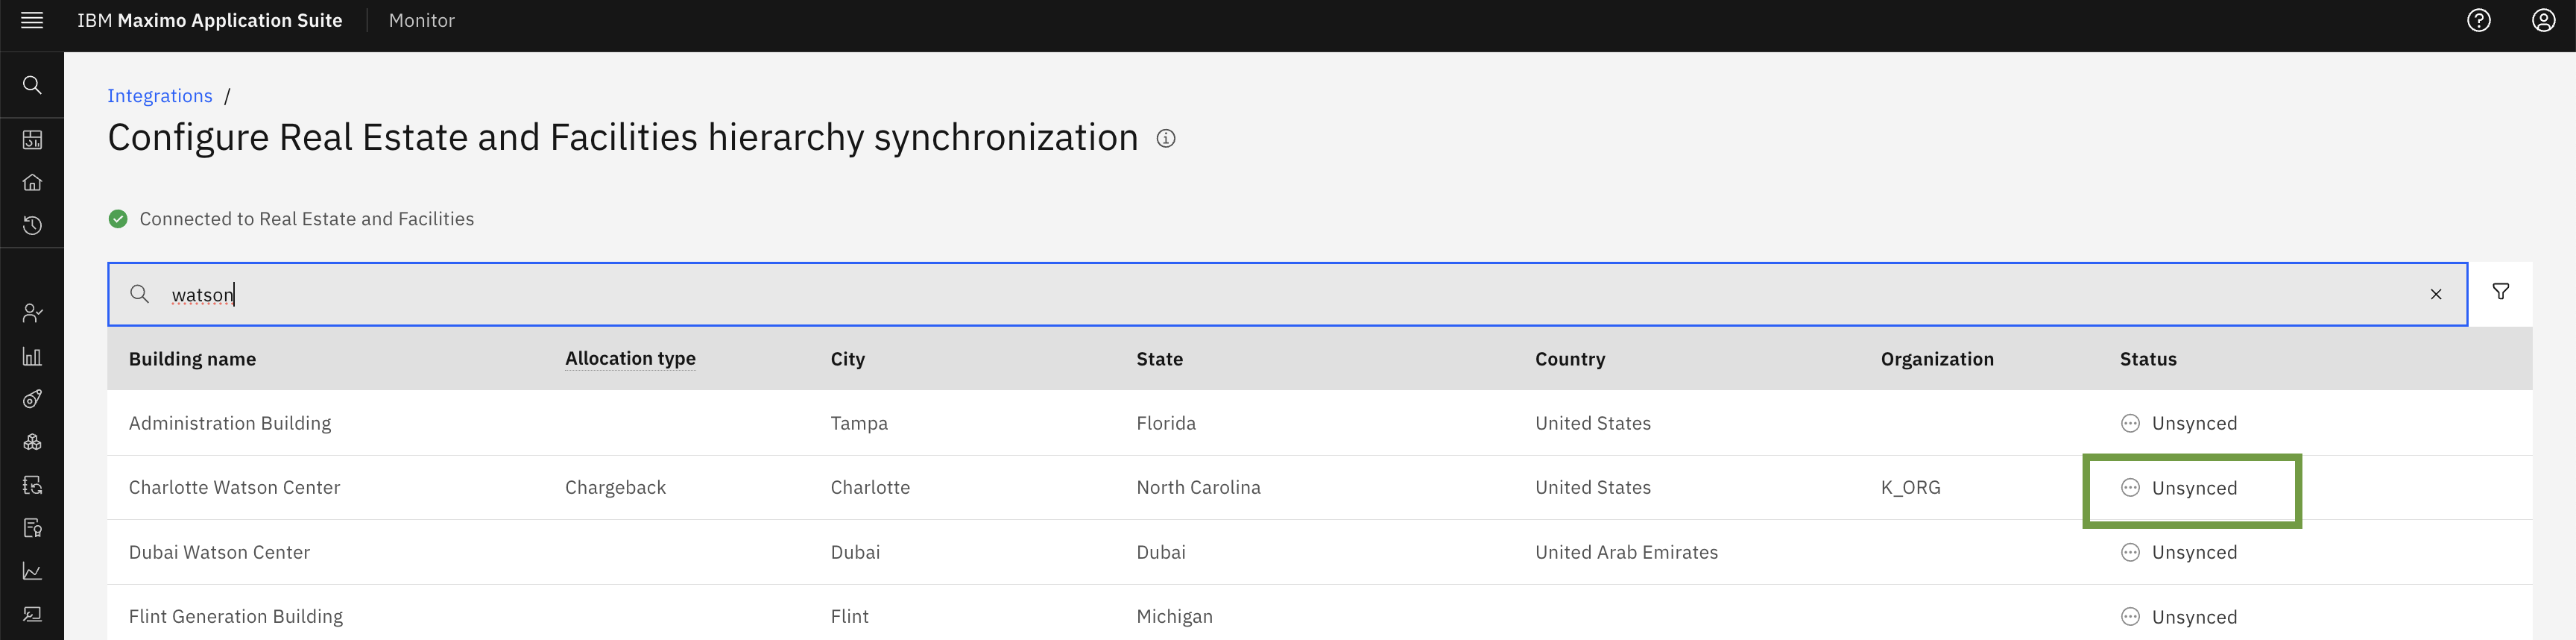 IBM Maximo Application Suite Monitor
Integrations /
Configure Real Estate and Facilities hierarchy synchronization
Connected to Real Estate and Facilities
watson
Building name Allocation type City State Country Organization Status
Administration Building Tampa Florida United States Unsynced
Charlotte Watson Center Chargeback Charlotte North Carolina United States K_ORG Unsynced
Dubai Watson Center Dubai Dubai United Arab Emirates Unsynced
Flint Generation Building Flint Michigan Unsynced